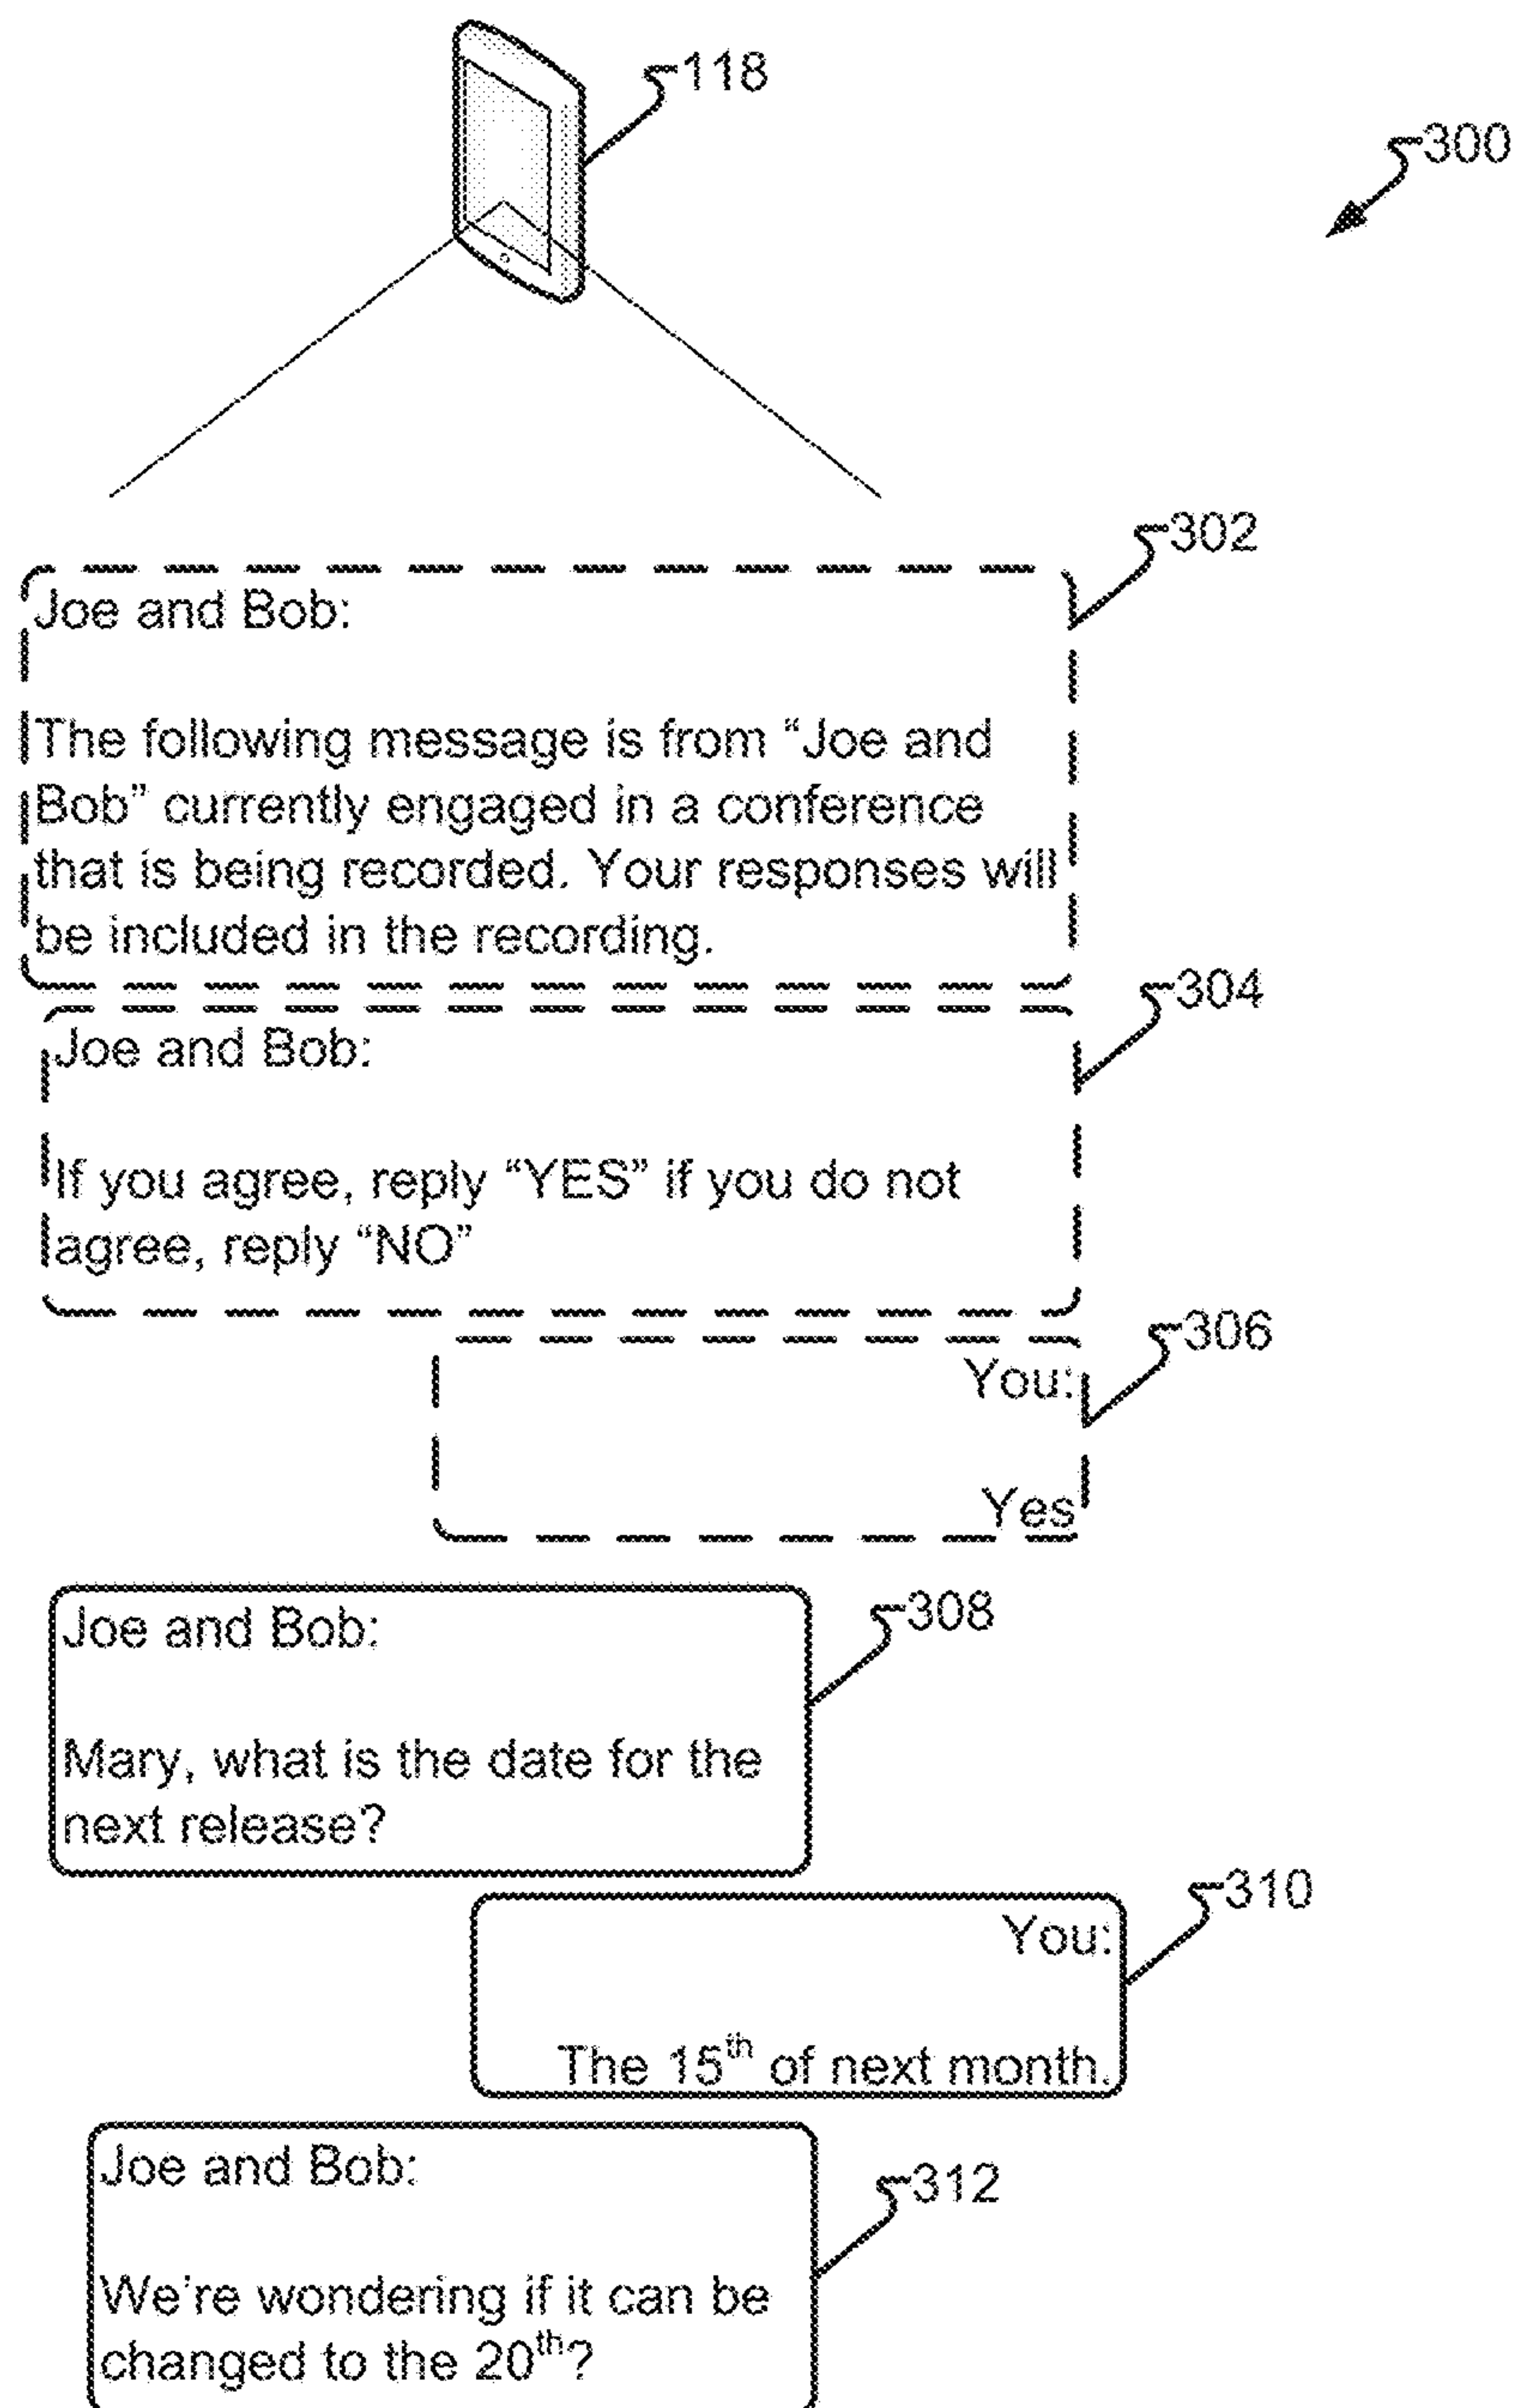 118
300
302
Joe and Bob:
The following message is from “Joe and
Bob” currently engaged in a conference
that is being recorded. Your responses will
be included in the recording.
304
Joe and Bob:
If you agree, reply “YES” if you do not
agree, reply “NO”
306
You:
Yes
308
Joe and Bob:
Mary, what is the date for the
next release?
310
You:
The 15th of next month.
312
Joe and Bob:
We’re wondering if it can be
changed to the 20th?